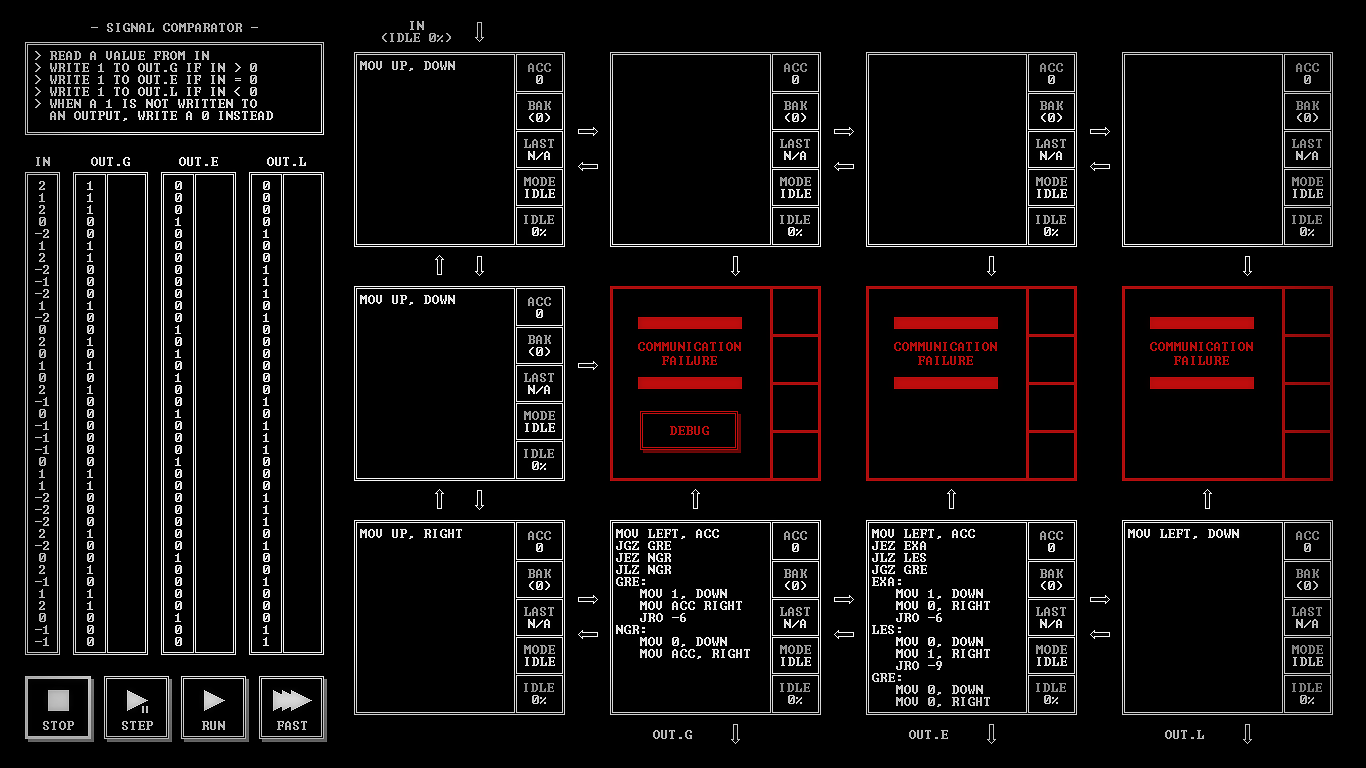 - SIGNAL COMPARATOR -
> READ A VALUE FROM IN
> WRITE 1 TO OUT.G IF IN > 0
> WRITE 1 TO OUT.E IF IN = 0
> WRITE 1 TO OUT.L IF IN < 0
> WHEN A 1 IS NOT WRITTEN TO
AN OUTPUT, WRITE A 0 INSTEAD
IN OUT.G OUT.E OUT.L
2 1 0 0
1 1 0 0
2 1 0 0
0 0 1 0
-2 0 0 1
1 1 0 0
2 1 0 0
-2 0 0 1
-1 0 0 1
-2 0 0 1
1 1 0 0
-2 0 0 1
0 0 1 0
2 1 0 0
0 0 1 0
1 1 0 0
0 0 1 0
2 1 0 0
-1 0 0 1
0 0 1 0
-1 0 0 1
-1 0 0 1
-1 0 0 1
0 0 1 0
1 1 0 0
1 1 0 0
-2 0 0 1
-2 0 0 1
-2 0 0 1
2 1 0 0
-2 0 0 1
0 0 1 0
2 1 0 0
-1 0 0 1
1 1 0 0
2 1 0 0
0 0 1 0
-1 0 0 1
-1 0 0 1
STOP
STEP
RUN
FAST
IN
(IDLE 0%)
MOV UP, DOWN
ACC
0
BAK
(0)
LAST
N/A
MODE
IDLE
IDLE
0%
ACC
0
BAK
(0)
LAST
N/A
MODE
IDLE
IDLE
0%
ACC
0
BAK
(0)
LAST
N/A
MODE
IDLE
IDLE
0%
ACC
0
BAK
(0)
LAST
N/A
MODE
IDLE
IDLE
0%
MOV UP, DOWN
ACC
0
BAK
(0)
LAST
N/A
MODE
IDLE
IDLE
0%
COMMUNICATION
FAILURE
DEBUG
COMMUNICATION
FAILURE
COMMUNICATION
FAILURE
MOV UP, RIGHT
ACC
0
BAK
(0)
LAST
N/A
MODE
IDLE
IDLE
0%
MOV LEFT, ACC
JGZ GRE
JEZ NGR
JLZ NGR
GRE:
MOV 1, DOWN
MOV ACC RIGHT
JRO -6
NGR:
MOV 0, DOWN
MOV ACC, RIGHT
ACC
0
BAK
(0)
LAST
N/A
MODE
IDLE
IDLE
0%
MOV LEFT, ACC
JEZ EXA
JLZ LES
JGZ GRE
EXA:
MOV 1, DOWN
MOV 0, RIGHT
JRO -6
LES:
MOV 0, DOWN
MOV 1, RIGHT
JRO -9
GRE:
MOV 0, DOWN
MOV 0, RIGHT
ACC
0
BAK
(0)
LAST
N/A
MODE
IDLE
IDLE
0%
MOV LEFT, DOWN
ACC
0
BAK
(0)
LAST
N/A
MODE
IDLE
IDLE
0%
OUT.G
OUT.E
OUT.L